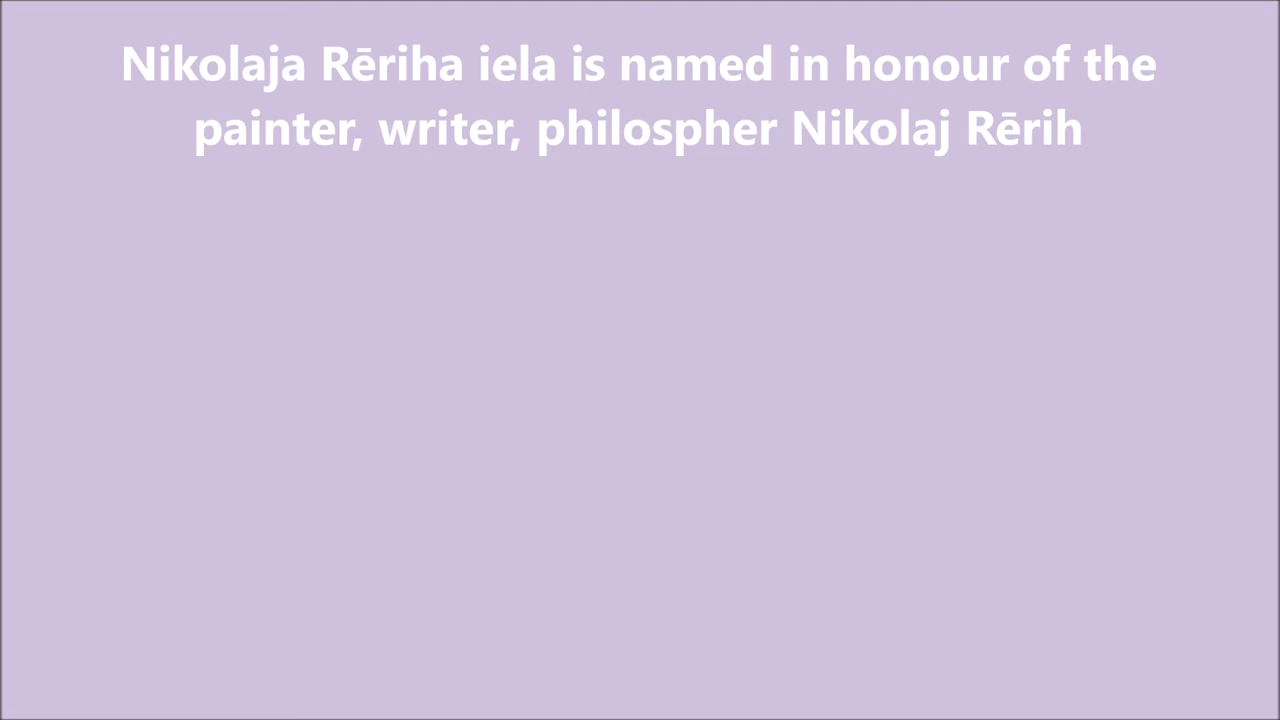 Nikolaja Rēriha iela is named in honour of the
painter, writer, philospher Nikolaj Rērih